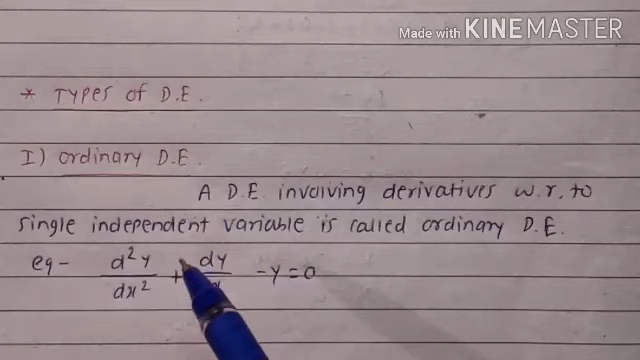 Made with KINEMASTER
* Types of D.E.
I) ordinary D.E.
A D.E. involving derivatives w.r. to
single independent variable is called ordinary D.E.
eg - d²y/dx² + dy/ - y = 0